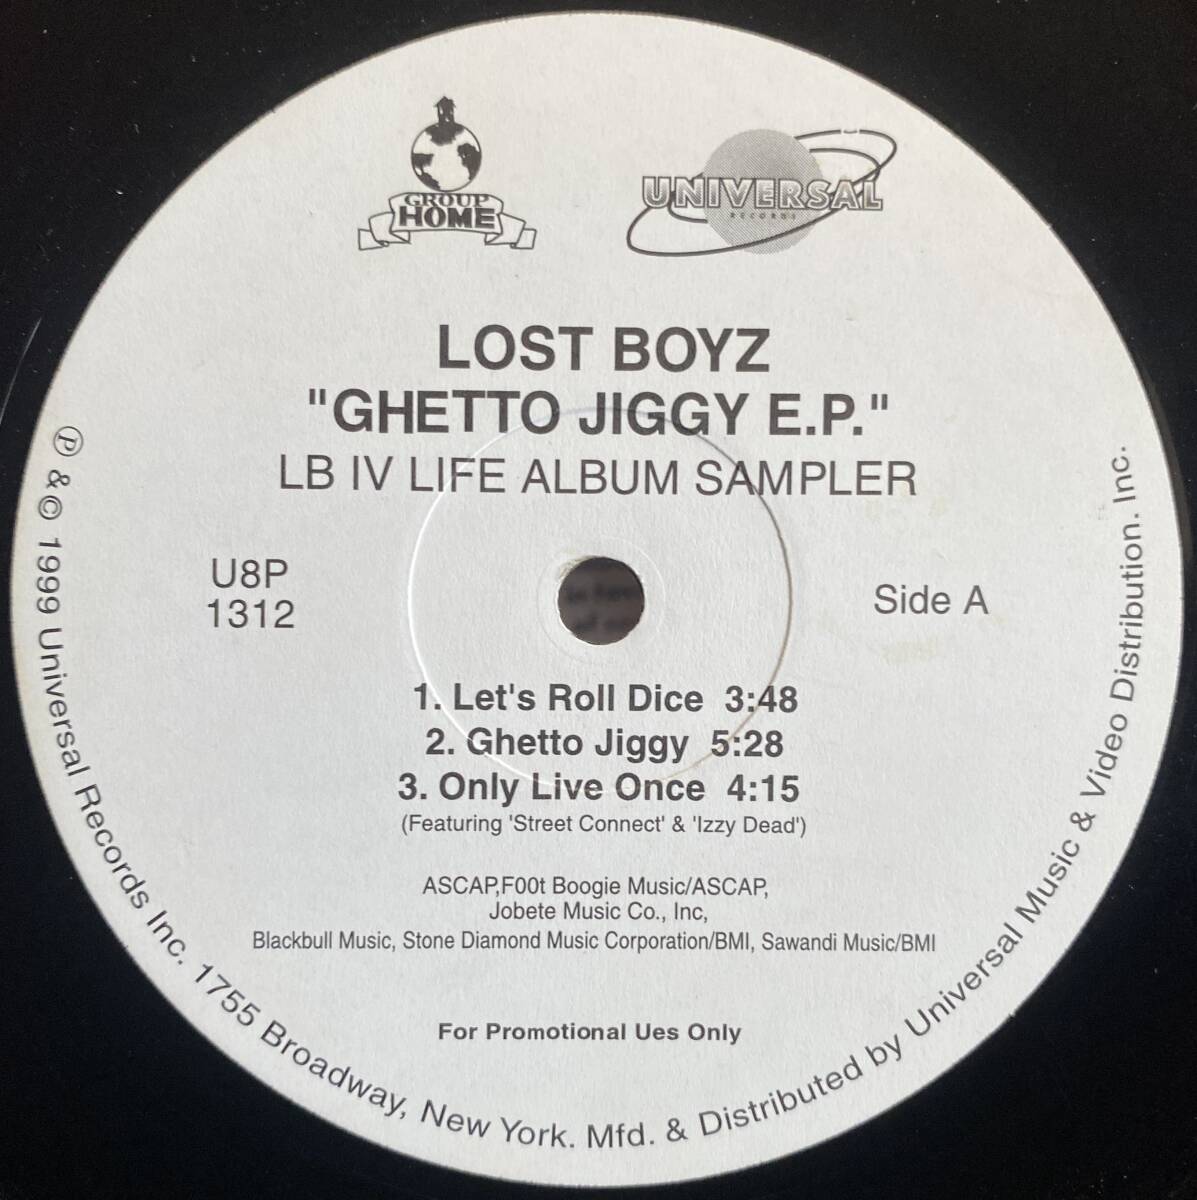 GROUP
HOME
UNIVERSAL
RECORDS
LOST BOYZ
"GHETTO JIGGY E.P."
LB IV LIFE ALBUM SAMPLER
U8P
1312
Side A
1. Let's Roll Dice 3:48
2. Ghetto Jiggy 5:28
3. Only Live Once 4:15
(Featuring 'Street Connect' & 'Izzy Dead')
ASCAP,F00t Boogie Music/ASCAP,
Jobete Music Co., Inc,
Blackbull Music, Stone Diamond Music Corporation/BMI, Sawandi Music/BMI
For Promotional Ues Only
℗ & © 1999 Universal Records Inc. 1755 Broadway, New York. Mfd. & Distributed by Universal Music & Video Distribution. Inc.